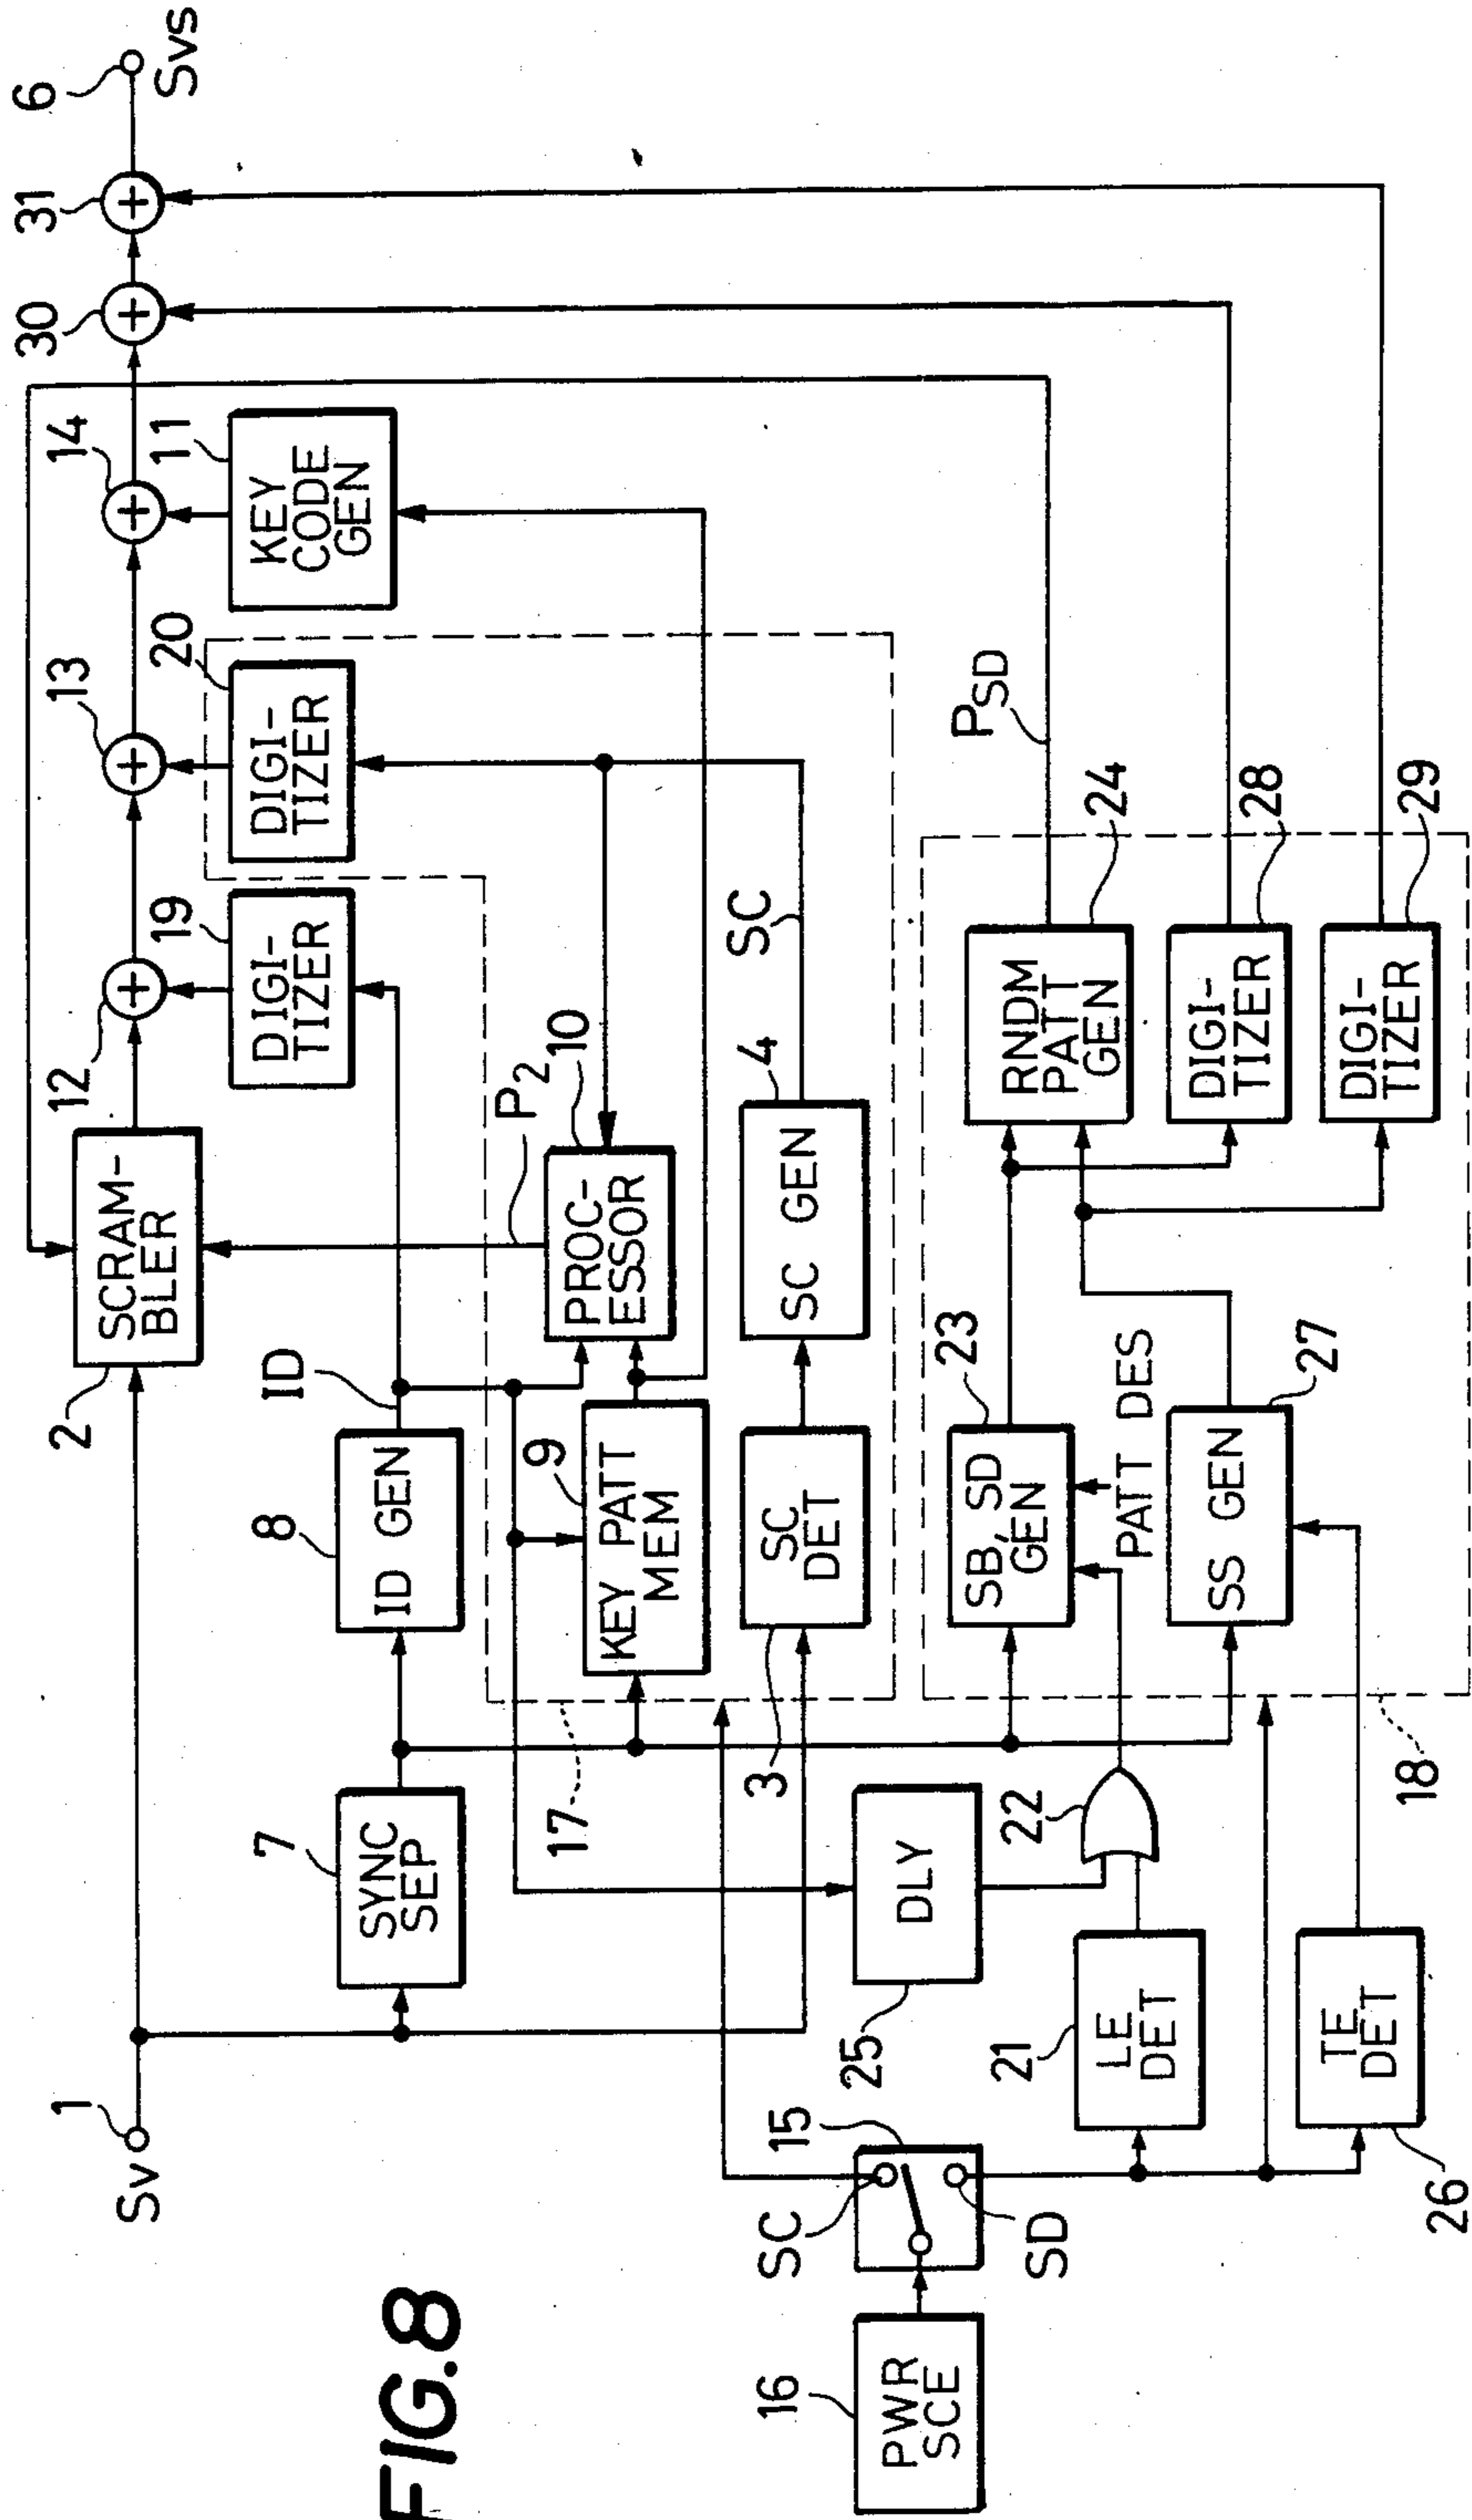 FIG.8
Sv
1
2
SCRAM-
BLER
12
13
14
30
31
6
Svs
7
SYNC
SEP
8
ID GEN
ID
19
DIGI-
TIZER
20
DIGI-
TIZER
11
KEY
CODE
GEN
17
9
KEY PATT
MEM
P2
10
PROC-
ESSOR
3
SC
DET
4
SC GEN
SC
16
PWR
SCE
15
SC
SD
25
DLY
22
21
LE
DET
26
TE
DET
23
SB, SD
GEN
PATT DES
27
SS GEN
18
RNDM
PATT
GEN
24
PSD
DIGI-
TIZER
28
DIGI-
TIZER
29